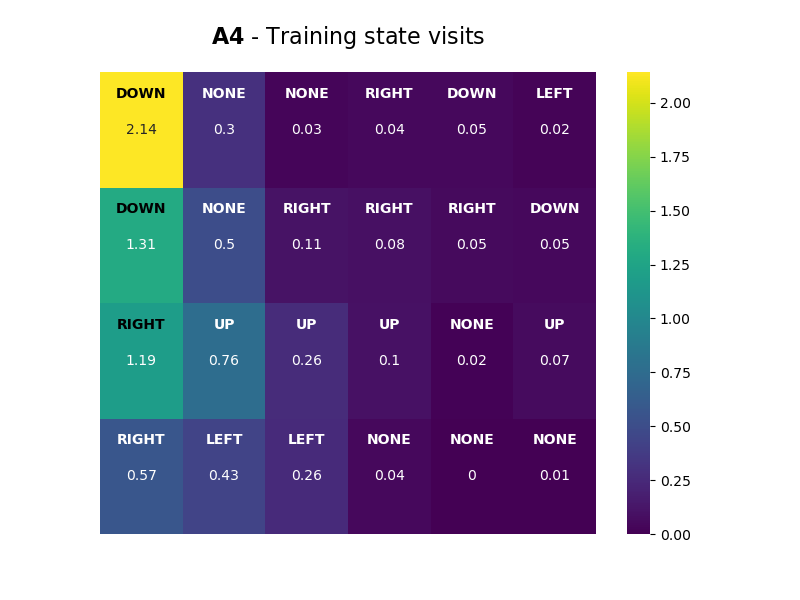 A4 - Training state visits
DOWN NONE NONE RIGHT DOWN LEFT
2.14 0.3 0.03 0.04 0.05 0.02
DOWN NONE RIGHT RIGHT RIGHT DOWN
1.31 0.5 0.11 0.08 0.05 0.05
RIGHT UP UP UP NONE UP
1.19 0.76 0.26 0.1 0.02 0.07
RIGHT LEFT LEFT NONE NONE NONE
0.57 0.43 0.26 0.04 0 0.01
2.00
1.75
1.50
1.25
1.00
0.75
0.50
0.25
0.00